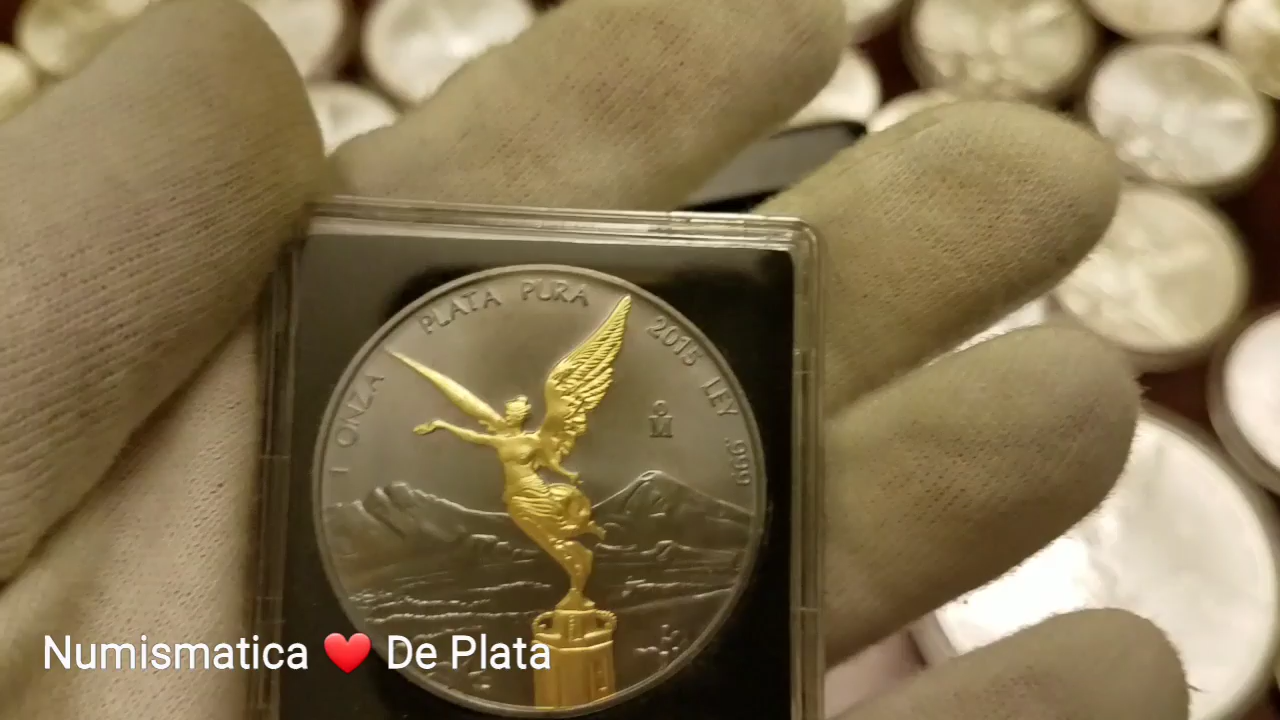 1 ONZA PLATA PURA 2015 LEY .999
M
Numismatica ❤️ De Plata